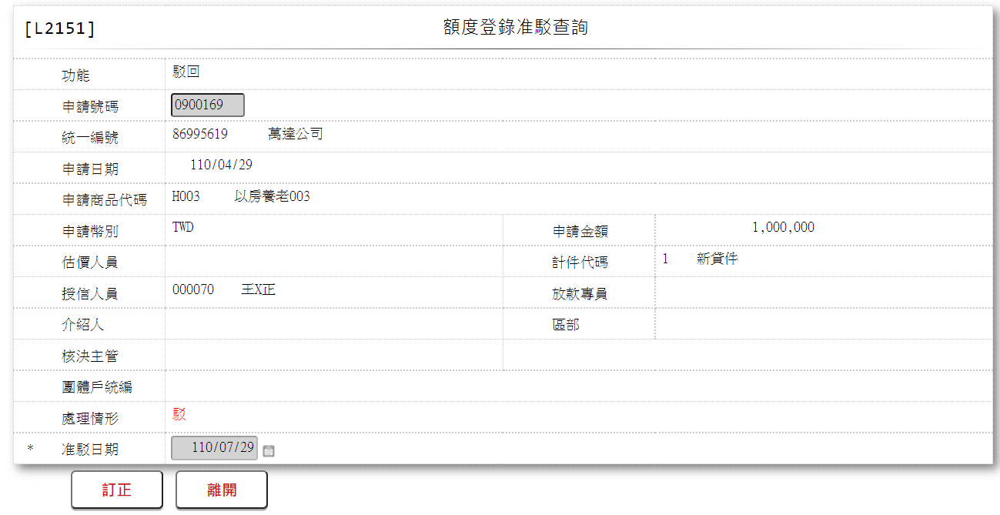 [L2151] 額度登錄准駁查詢
功能 駁回
申請號碼 0900169
統一編號 86995619 萬達公司
申請日期 110/04/29
申請商品代碼 H003 以房養老003
申請幣別 TWD 申請金額 1,000,000
估價人員 計件代碼 1 新貸件
授信人員 000070 王X正 放款專員
介紹人 區部
核決主管
團體戶統編
處理情形 駁
* 准駁日期 110/07/29
訂正 離開